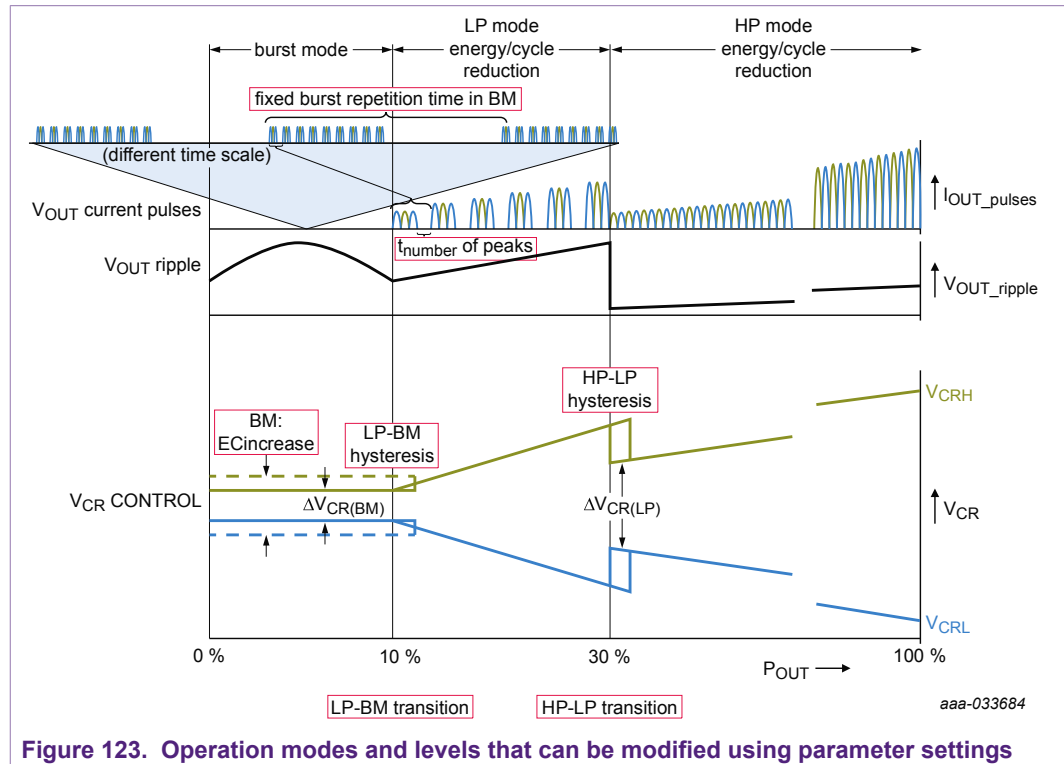 LP mode
energy/cycle
reduction
HP mode
energy/cycle
reduction
burst mode
fixed burst repetition time in BM
(different time scale)
VOUT current pulses
IOUT_pulses
tnumber of peaks
VOUT ripple
VOUT_ripple
HP-LP
hysteresis
VCRH
BM:
ECincrease
LP-BM
hysteresis
VCR CONTROL
ΔVCR(BM)
ΔVCR(LP)
VCR
VCRL
0 %
10 %
30 %
100 %
POUT
LP-BM transition
HP-LP transition
aaa-033684
Figure 123. Operation modes and levels that can be modified using parameter settings